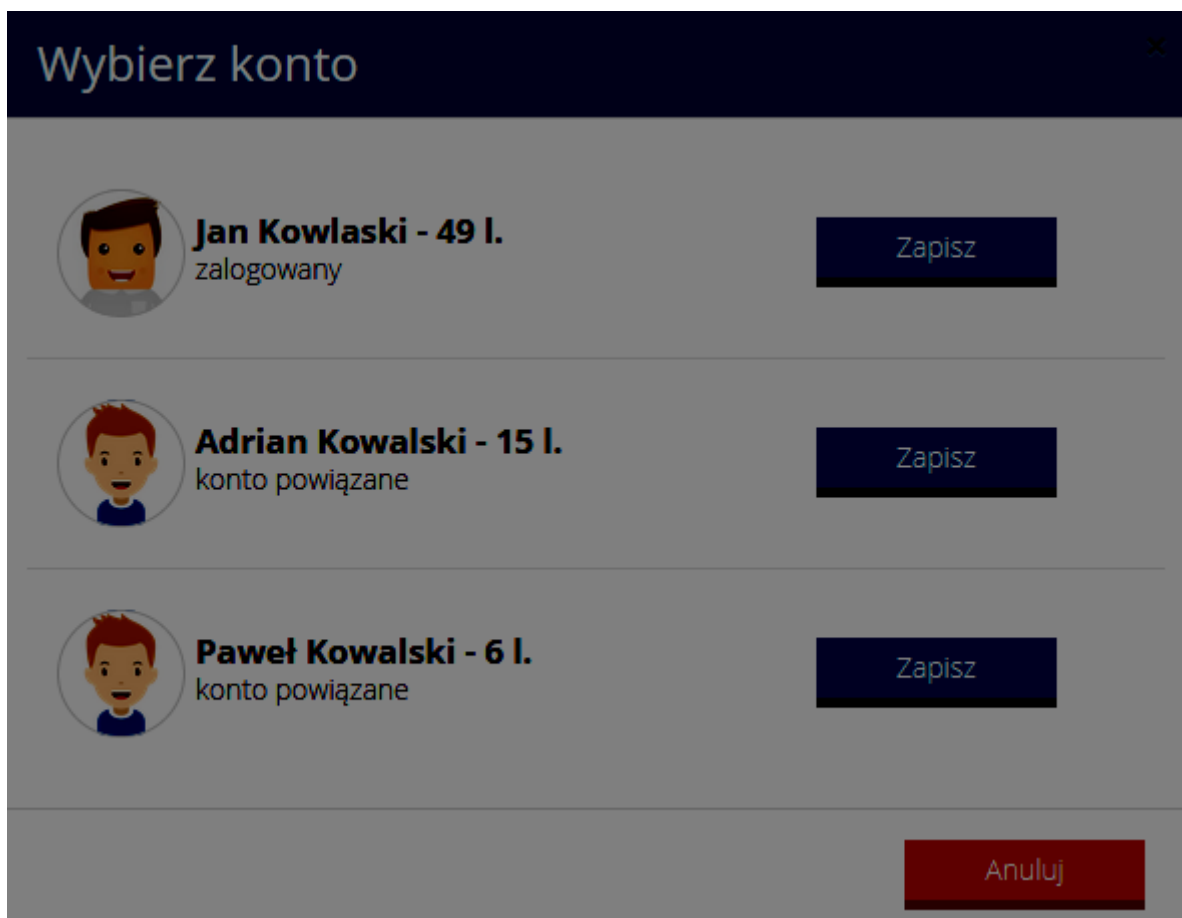 Wybierz konto
×
Jan Kowlaski - 49 l.
zalogowany
Zapisz
Adrian Kowalski - 15 l.
konto powiązane
Zapisz
Paweł Kowalski - 6 l.
konto powiązane
Zapisz
Anuluj